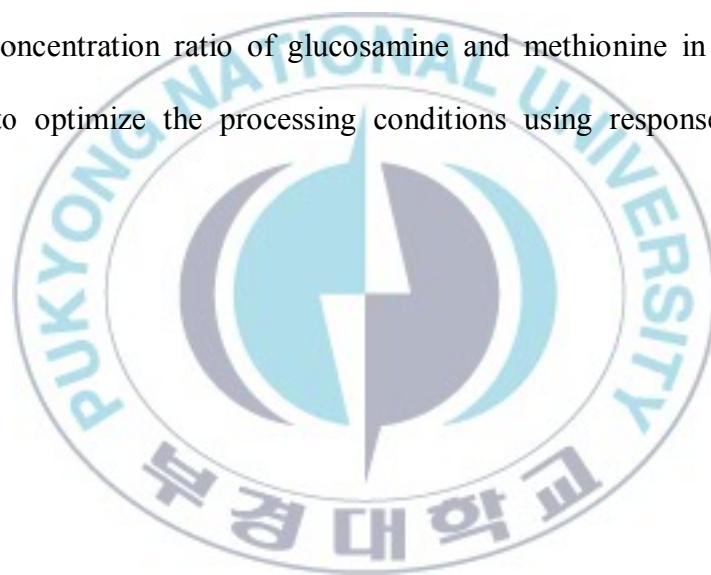 oncentration ratio of glucosamine and methionine in
to optimize the processing conditions using response
PUKYONG NATIONAL UNIVERSITY
부경대학교